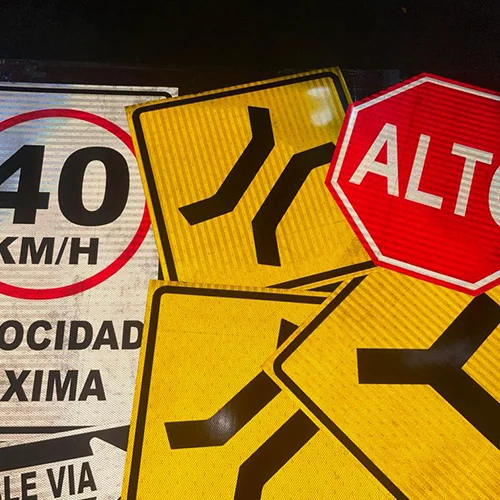 40
KM/H
OCIDAD
XIMA
LE VIA
ALTO